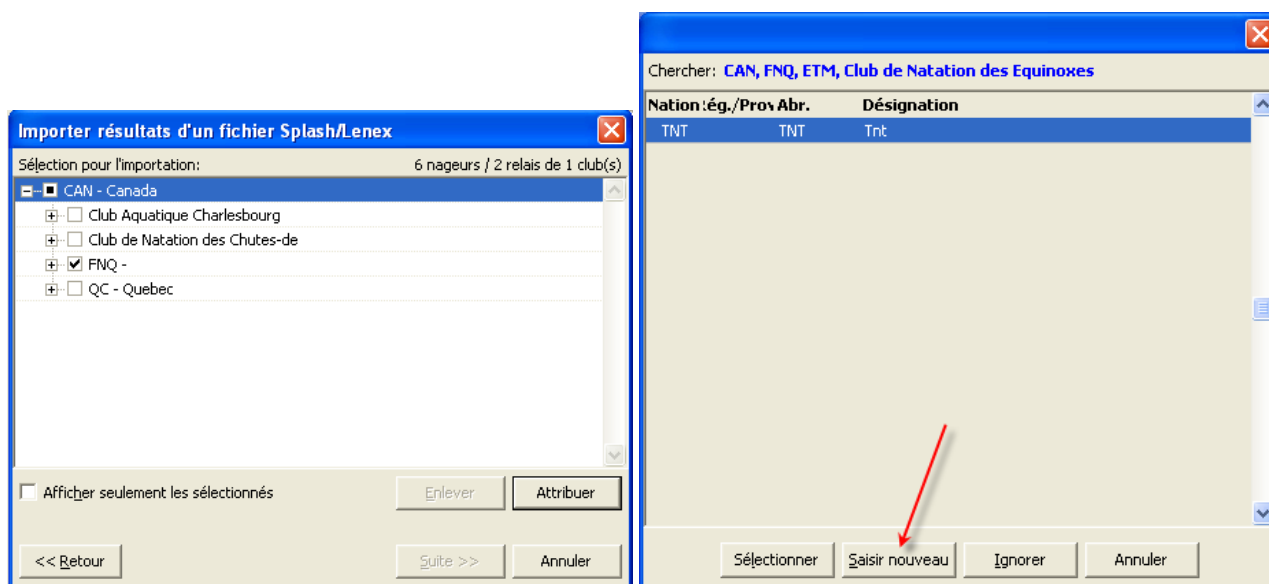 Importer résultats d'un fichier Splash/Lenex
Sélection pour l'importation: 6 nageurs / 2 relais de 1 club(s)
CAN - Canada
Club Aquatique Charlesbourg
Club de Natation des Chutes-de
FNQ -
QC - Quebec
Afficher seulement les sélectionnés
Enlever
Attribuer
<< Retour
Suite >>
Annuler
Chercher: CAN, FNQ, ETM, Club de Natation des Equinoxes
Nation :ég./Prov Abr. Désignation
TNT TNT Tnt
Sélectionner
Saisir nouveau
Ignorer
Annuler